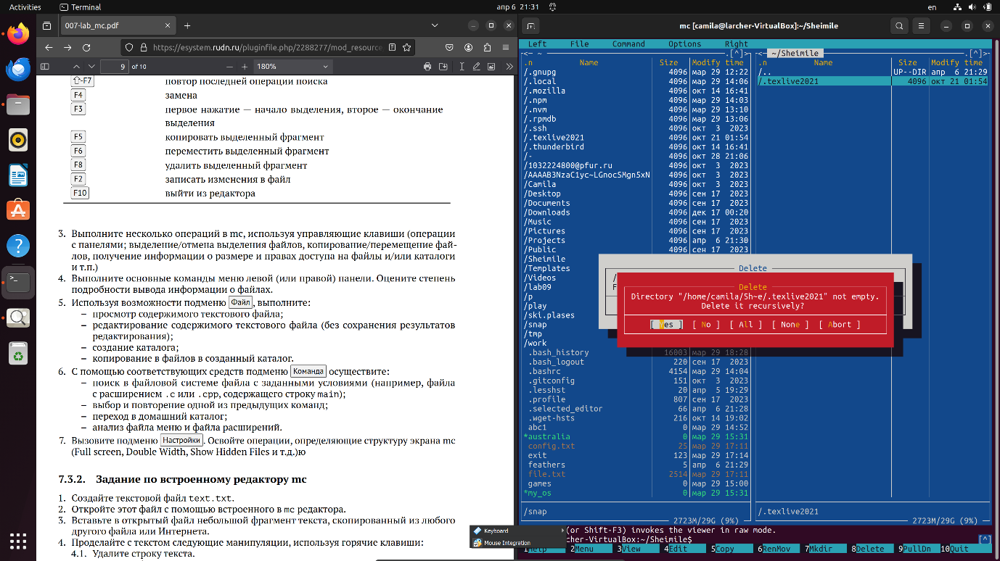 Activities
Terminal
апр 6 21:31
en
007-lab_mc.pdf
https://esystem.rudn.ru/pluginfile.php/2288277/mod_resource
9 of 10
180%
⇧-F7 повтор последней операции поиска
F4 замена
F3 первое нажатие — начало выделения, второе — окончание
выделения
F5 копировать выделенный фрагмент
F6 переместить выделенный фрагмент
F8 удалить выделенный фрагмент
F2 записать изменения в файл
F10 выйти из редактора
3. Выполните несколько операций в mc, используя управляющие клавиши (операции
с панелями; выделение/отмена выделения файлов, копирование/перемещение фай-
лов, получение информации о размере и правах доступа на файлы и/или каталоги
и т.п.)
4. Выполните основные команды меню левой (или правой) панели. Оцените степень
подробности вывода информации о файлах.
5. Используя возможности подменю Файл , выполните:
– просмотр содержимого текстового файла;
– редактирование содержимого текстового файла (без сохранения результатов
редактирования);
– создание каталога;
– копирование в файлов в созданный каталог.
6. С помощью соответствующих средств подменю Команда осуществите:
– поиск в файловой системе файла с заданными условиями (например, файла
с расширением .c или .cpp, содержащего строку main);
– выбор и повторение одной из предыдущих команд;
– переход в домашний каталог;
– анализ файла меню и файла расширений.
7. Вызовите подменю Настройки . Освойте операции, определяющие структуру экрана mc
(Full screen, Double Width, Show Hidden Files и т.д.)ю
7.3.2. Задание по встроенному редактору mc
1. Создайте текстовой файл text.txt.
2. Откройте этот файл с помощью встроенного в mc редактора.
3. Вставьте в открытый файл небольшой фрагмент текста, скопированный из любого
другого файла или Интернета.
4. Проделайте с текстом следующие манипуляции, используя горячие клавиши:
4.1. Удалите строку текста.
Keyboard
Mouse Integration
mc [camila@larcher-VirtualBox]:~/Sheimile
Left File Command Options Right
<— ~ .[^]>
.n Name Size Modify time
/.gnupg 4096 мар 29 12:22
/.local 4096 мар 29 14:06
/.mozilla 4096 окт 14 16:41
/.npm 4096 мар 29 14:03
/.nvm 4096 мар 29 13:10
/.rpmdb 4096 мар 29 13:06
/.ssh 4096 окт 3 2023
/.texlive2021 4096 окт 21 01:54
/.thunderbird 4096 окт 14 16:41
/- 4096 окт 28 21:06
/1032224800@pfur.ru 4096 окт 3 2023
/AAAAB3NzaC1yc~LGnocSMgn5xN 4096 окт 3 2023
/Camila 4096 окт 3 2023
/Desktop 4096 сен 17 2023
/Documents 4096 сен 17 2023
/Downloads 4096 дек 17 00:20
/Music 4096 сен 17 2023
/Pictures 4096 сен 17 2023
/Projects 4096 апр 6 21:30
/Public 4096 сен 17 2023
/Sheimile
/Templates
/Videos
/lab09
/p
/play
/ski.plases
/snap
/tmp
/work
.bash_history 16003 мар 29 18:28
.bash_logout 220 сен 17 2023
.bashrc 4154 мар 29 14:04
.gitconfig 151 окт 3 2023
.lesshst 20 апр 5 19:29
.profile 807 сен 17 2023
.selected_editor 66 апр 6 21:28
.wget-hsts 216 окт 14 19:02
abc1 0 мар 29 14:52
*australia 0 мар 29 15:31
config.txt 25 мар 29 17:11
exit 123 мар 29 17:14
feathers 5 апр 6 21:29
file.txt 2514 мар 29 17:11
games 0 мар 29 15:00
*my_os 0 мар 29 15:31
/snap
2723M/29G (9%)
<— ~/Sheimile .[^]>
.n Name Size Modify time
/.. UP--DIR апр 6 21:29
/.texlive2021 4096 окт 21 01:54
/.texlive2021
2723M/29G (9%)
Delete
/
F
Delete
Directory "/home/camila/Sh~e/.texlive2021" not empty.
Delete it recursively?
[ Yes ] [ No ] [ All ] [ None ] [ Abort ]
(or Shift-F3) invokes the viewer in raw mode.
cher-VirtualBox:~/Sheimile$ [^]
1Help 2Menu 3View 4Edit 5Copy 6RenMov 7Mkdir 8Delete 9PullDn 10Quit